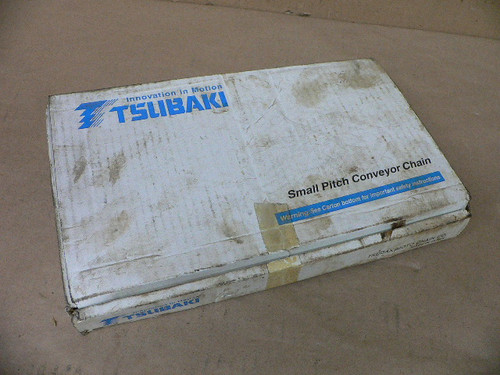 Innovation in Motion
TSUBAKI
Small Pitch Conveyor Chain
Warning: See Carton bottom for important safety instructions
TSUBAKI